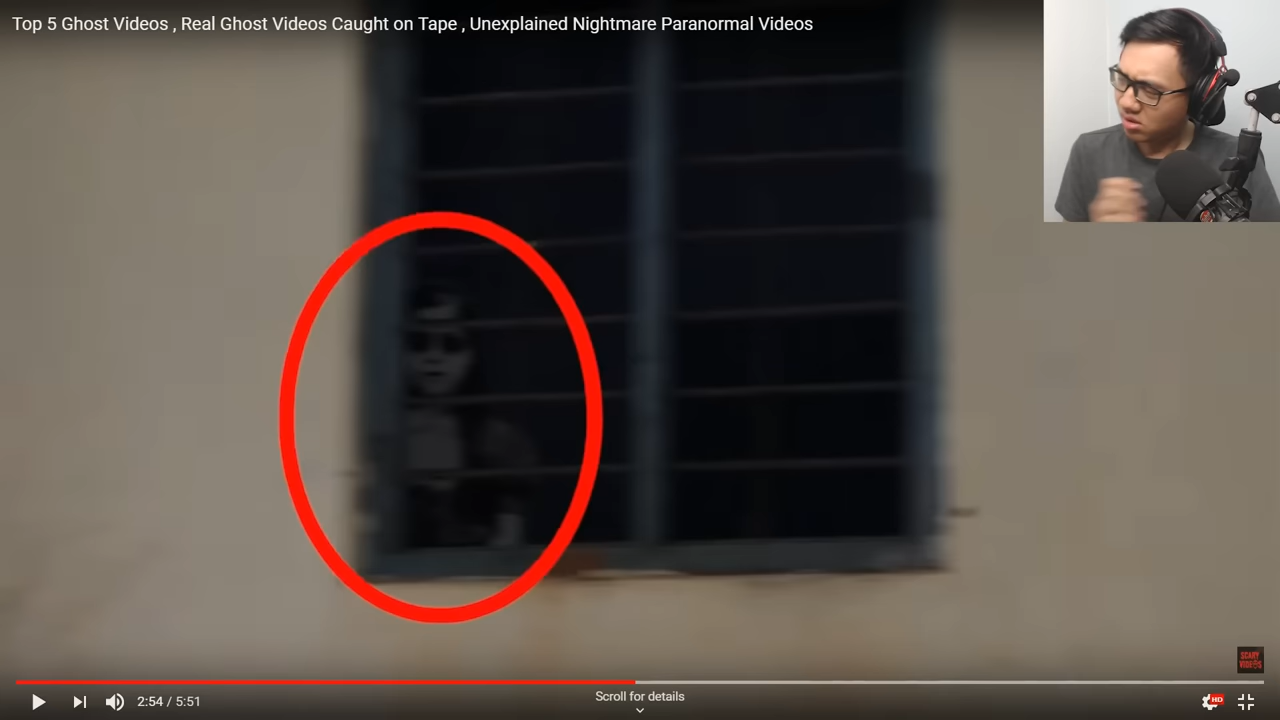 Top 5 Ghost Videos , Real Ghost Videos Caught on Tape , Unexplained Nightmare Paranormal Videos
SCARY
VIDEOS
2:54 / 5:51
Scroll for details
HD